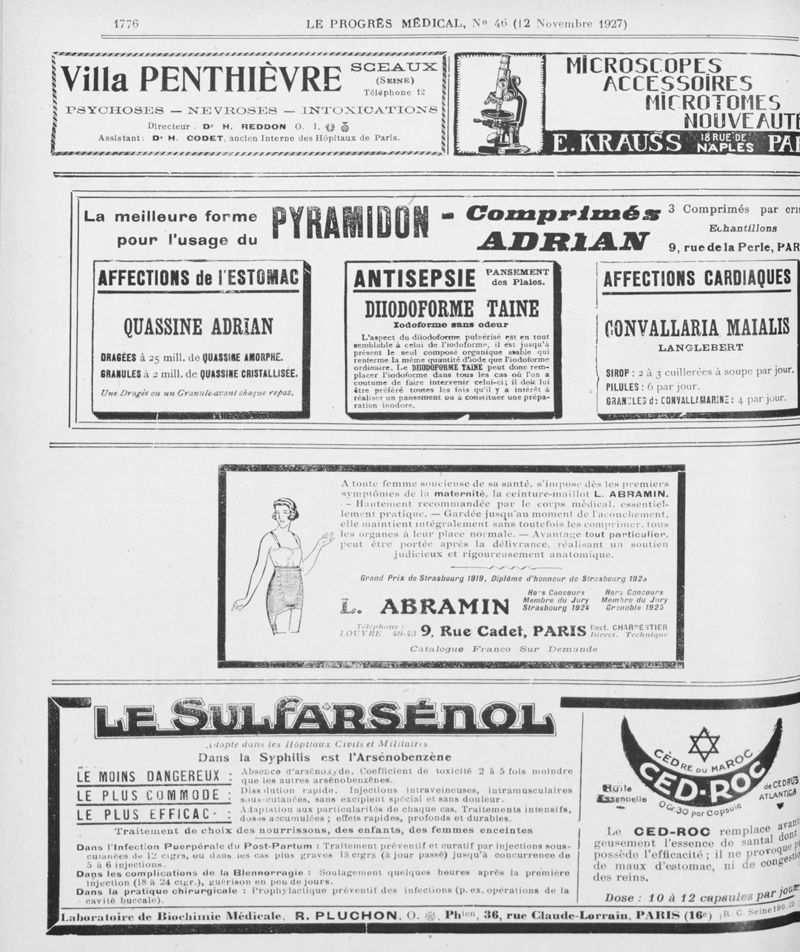 1776
LE PROGRÈS MÉDICAL, No 46 (12 Novembre 1927)
Villa PENTHIÈVRE
SCEAUX
(SEINE)
Téléphone 12
PSYCHOSES — NEVROSES — INTOXICATIONS
Directeur . Dr H. REDDON O. I.
Assistant: Dr H. CODET, ancien Interne des Hôpitaux de Paris.
MICROSCOPES
ACCESSOIRES
MICROTOMES
NOUVEAUTÉ
E. KRAUSS 18 RUE DE NAPLES PAR
La meilleure forme
pour l'usage du
PYRAMIDON - Comprimés
ADRIAN
3 Comprimés par cris
Echantillons
9, rue de la Perle, PAR
AFFECTIONS de l'ESTOMAC
QUASSINE ADRIAN
DRAGÉES à 25 mill. de QUASSINE AMORPHE.
GRANULES à 2 mill. de QUASSINE CRISTALLISÉE.
Une Dragée ou un Granule avant chaque repas.
ANTISEPSIE PANSEMENT
des Plaies.
DIIODOFORME TAINE
Iodoforme sans odeur
L'aspect du diiodoforme pulvérisé est en tout
semblable à celui de l'iodoforme, il est jusqu'à
présent le seul composé organique stable qui
renferme la même quantité d'iode que l'iodoforme
ordinaire. Le DIIODOFORME TAINE peut donc rem-
placer l'iodoforme dans tous les cas où l'on a
coutume de faire intervenir celui-ci; il doit lui
être préféré toutes les fois qu'il y a intérêt à
réaliser un pansement ou à constituer une prépa-
ration inodore.
AFFECTIONS CARDIAQUES
CONVALLARIA MAIALIS
LANGLEBERT
SIROP : 2 à 3 cuillerées à soupe par jour.
PILULES : 6 par jour.
GRANULES de CONVALLAMARINE : 4 par jour.
A toute femme soucieuse de sa santé, s'impose dès les premiers
symptômes de la maternité, la ceinture-maillot L. ABRAMIN.
- Hautement recommandée par le corps médical, essentiel-
lement pratique. — Gardée jusqu'au moment de l'acouchement,
elle maintient intégralement sans toutefois les comprimer, tous
les organes à leur place normale. — Avantage tout particulier,
peut être portée après la délivrance, réalisant un soutien
judicieux et rigoureusement anatomique.
Grand Prix de Strasbourg 1919, Diplôme d'honneur de Strasbourg 1923
L. ABRAMIN
Hors Concours
Membre du Jury
Strasbourg 1924
Hors Concours
Membre du Jury
Grenoble 1925
Téléphone :
LOUVRE 48-43
9, Rue Cadet, PARIS
Doct. CHARPENTIER
Direct. Technique
Catalogue Franco Sur Demande
LE SULFARSÉNOL
Adopté dans les Hôpitaux Civils et Militaires
Dans la Syphilis est l'Arsénobenzène
LE MOINS DANGEREUX : Absence d'arsénoxyde. Coefficient de toxicité 2 à 5 fois moindre
que les autres arsénobenzènes.
LE PLUS COMMODE : Dissolution rapide. Injections intraveineuses, intramusculaires
sous-cutanées, sans excipient spécial et sans douleur.
LE PLUS EFFICAC- : Adaptation aux particularités de chaque cas. Traitements intensifs,
doses accumulées ; effets rapides, profonds et durables.
Traitement de choix des nourrissons, des enfants, des femmes enceintes
Dans l'Infection Puerpérale du Post-Partum : Traitement préventif et curatif par injections sous-
cutanées de 12 cigrs, ou dans les cas plus graves 18 cigrs (à jour passé) jusqu'à concurrence de
5 à 6 injections.
Dans les complications de la Blennorragie : Soulagement quelques heures après la première
injection (18 à 24 cigr.), guérison en peu de jours.
Dans la pratique chirurgicale : Prophylactique préventif des infections (p. ex. opérations de la
cavité buccale).
CÈDRE DU MAROC
CED-ROC
Huile
Essentielle
de CEDRUS
ATLANTICA
0 Gr. 30 par Capsule
Le CED-ROC remplace avant
geusement l'essence de santal dont
possède l'efficacité ; il ne provoque p
de maux d'estomac, ni de congestio
des reins.
Dose : 10 à 12 capsules par jour
Laboratoire de Biochimie Médicale, R. PLUCHON, O. Phien, 36, rue Claude-Lorrain, PARIS (16e) (R. C. Seine